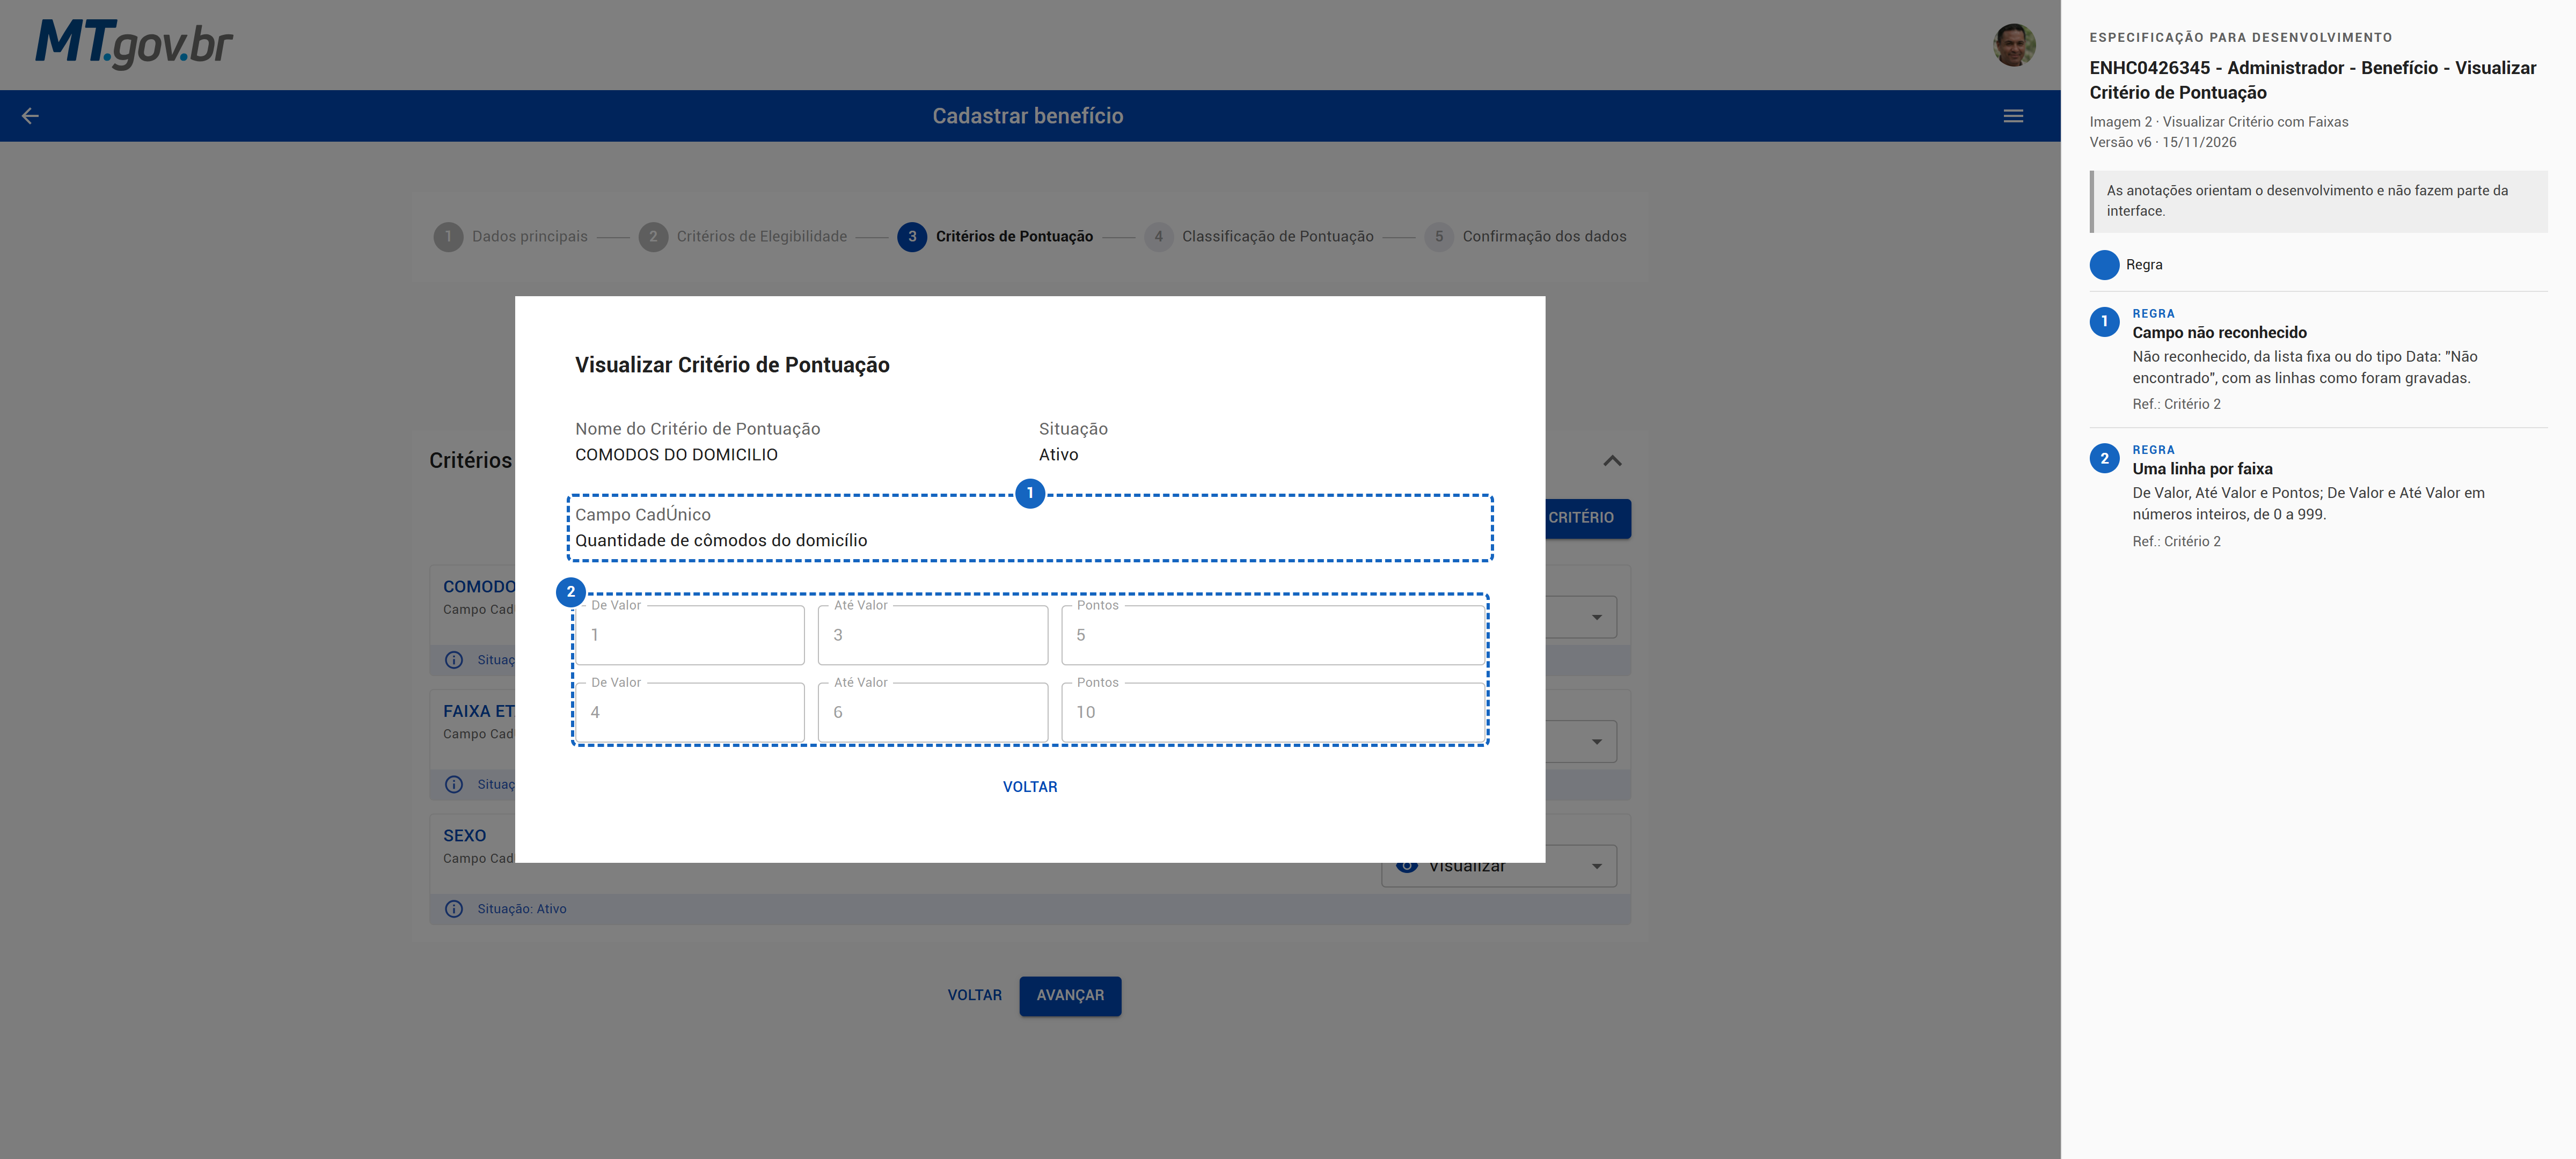 MT.gov.br
Cadastrar benefício
1 Dados principais
2 Critérios de Elegibilidade
3 Critérios de Pontuação
4 Classificação de Pontuação
5 Confirmação dos dados
Visualizar Critério de Pontuação
Nome do Critério de Pontuação
COMODOS DO DOMICILIO
Situação
Ativo
1
Campo CadÚnico
Quantidade de cômodos do domicílio
2
De Valor
1
Até Valor
3
Pontos
5
De Valor
4
Até Valor
6
Pontos
10
VOLTAR
Critérios
CRITÉRIO
COMODO
Campo Cad
Situaç
FAIXA ET
Campo Cad
Situaç
SEXO
Campo Cad
Visualizar
Situação: Ativo
VOLTAR
AVANÇAR
ESPECIFICAÇÃO PARA DESENVOLVIMENTO
ENHC0426345 - Administrador - Benefício - Visualizar
Critério de Pontuação
Imagem 2 · Visualizar Critério com Faixas
Versão v6 · 15/11/2026
As anotações orientam o desenvolvimento e não fazem parte da
interface.
Regra
1
REGRA
Campo não reconhecido
Não reconhecido, da lista fixa ou do tipo Data: "Não
encontrado", com as linhas como foram gravadas.
Ref.: Critério 2
2
REGRA
Uma linha por faixa
De Valor, Até Valor e Pontos; De Valor e Até Valor em
números inteiros, de 0 a 999.
Ref.: Critério 2